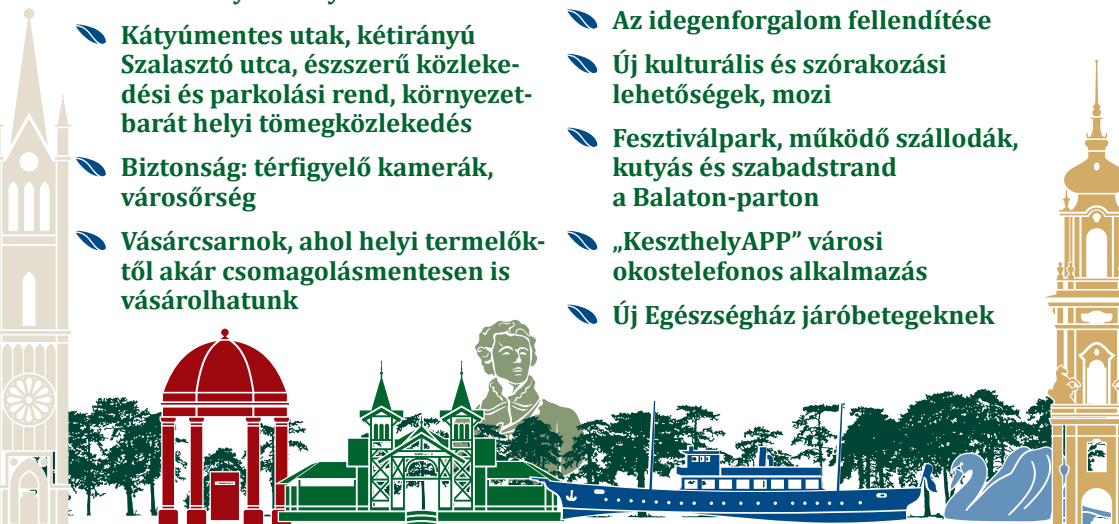 Kátyúmentes utak, kétirányú
Szalasztó utca, észszerű közleke-
dési és parkolási rend, környezet-
barát helyi tömegközlekedés
Biztonság: térfigyelő kamerák,
városőrség
Vásárcsarnok, ahol helyi termelők-
től akár csomagolásmentesen is
vásárolhatunk
Az idegenforgalom fellendítése
Új kulturális és szórakozási
lehetőségek, mozi
Fesztiválpark, működő szállodák,
kutyás és szabadstrand
a Balaton-parton
„KeszthelyAPP” városi
okostelefonos alkalmazás
Új Egészségház járóbetegeknek